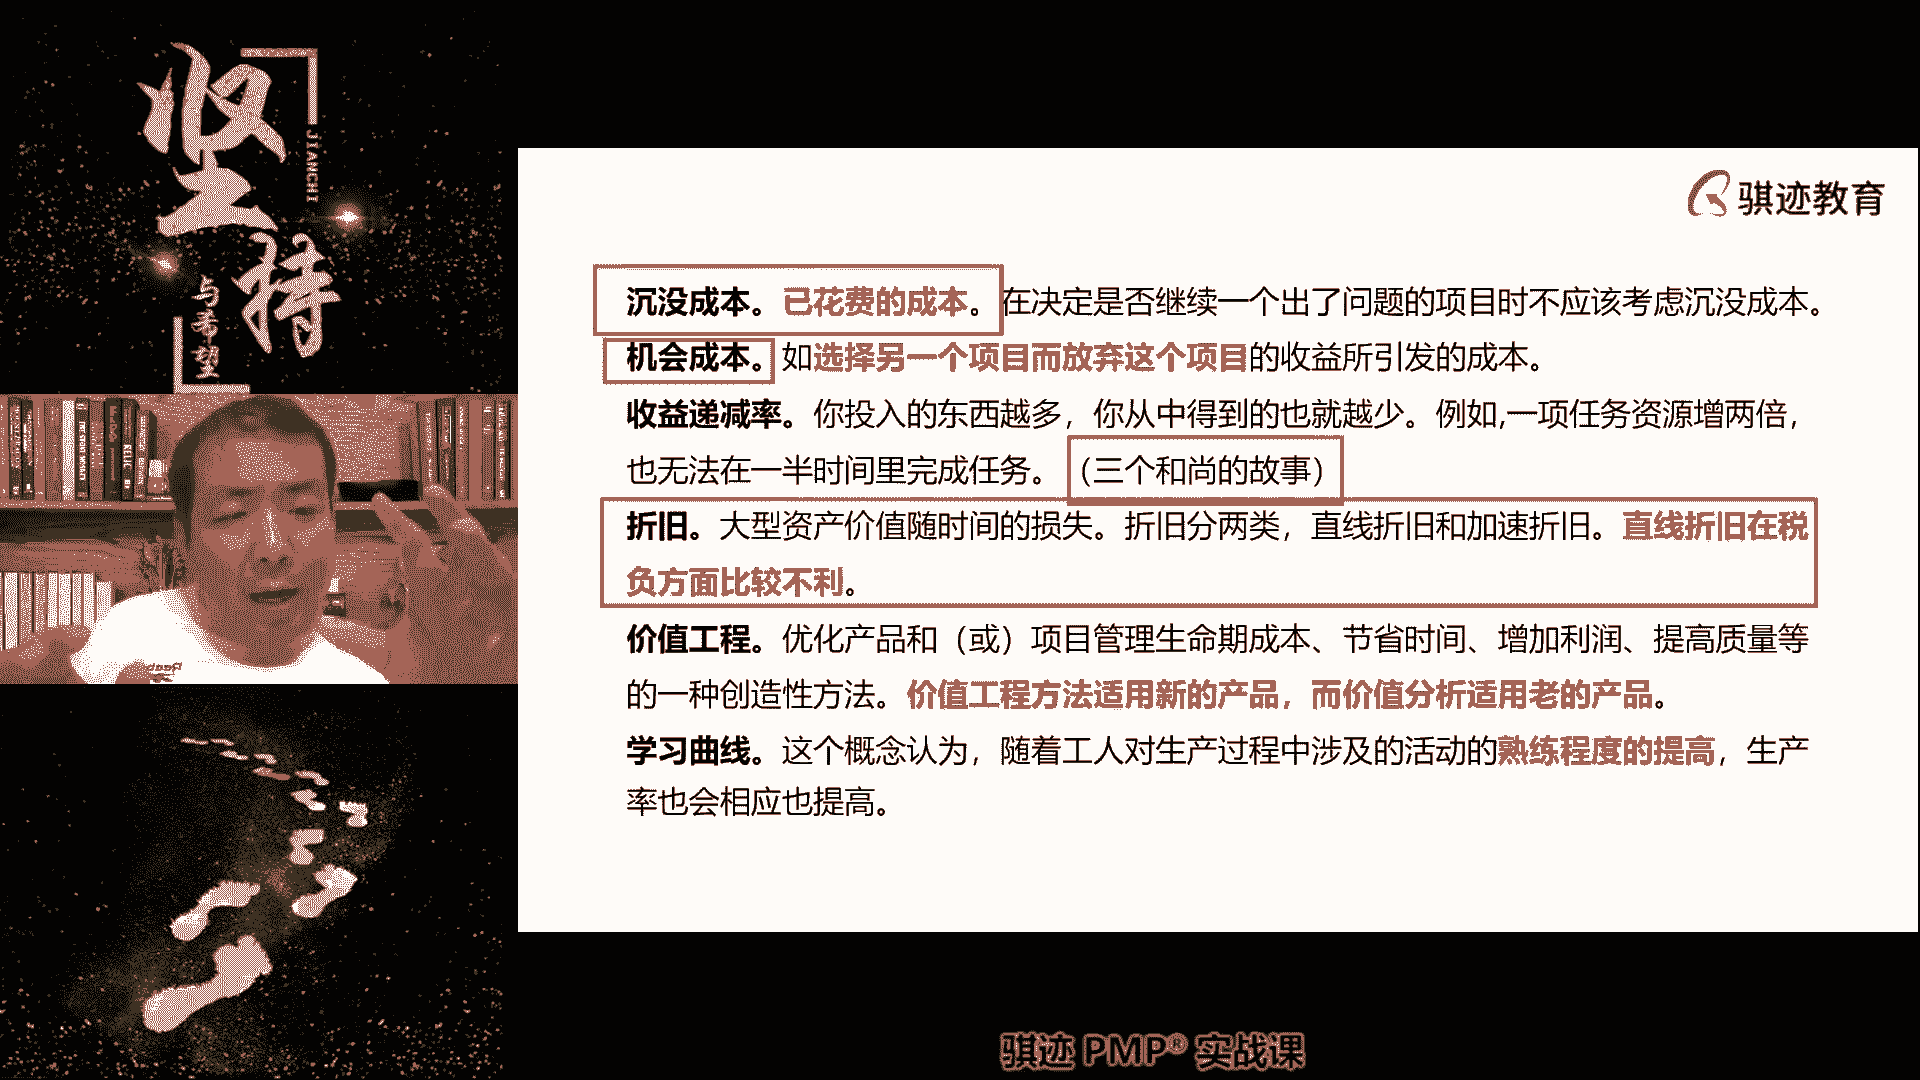 坚持
JIANCHI
与希望
骐迹教育
沉没成本。已花费的成本。在决定是否继续一个出了问题的项目时不应该考虑沉没成本。
机会成本。如选择另一个项目而放弃这个项目的收益所引发的成本。
收益递减率。你投入的东西越多，你从中得到的也就越少。例如,一项任务资源增两倍，
也无法在一半时间里完成任务。（三个和尚的故事）
折旧。大型资产价值随时间的损失。折旧分两类，直线折旧和加速折旧。直线折旧在税
负方面比较不利。
价值工程。优化产品和（或）项目管理生命期成本、节省时间、增加利润、提高质量等
的一种创造性方法。价值工程方法适用新的产品，而价值分析适用老的产品。
学习曲线。这个概念认为，随着工人对生产过程中涉及的活动的熟练程度的提高，生产
率也会相应也提高。
骐迹 PMP® 实战课